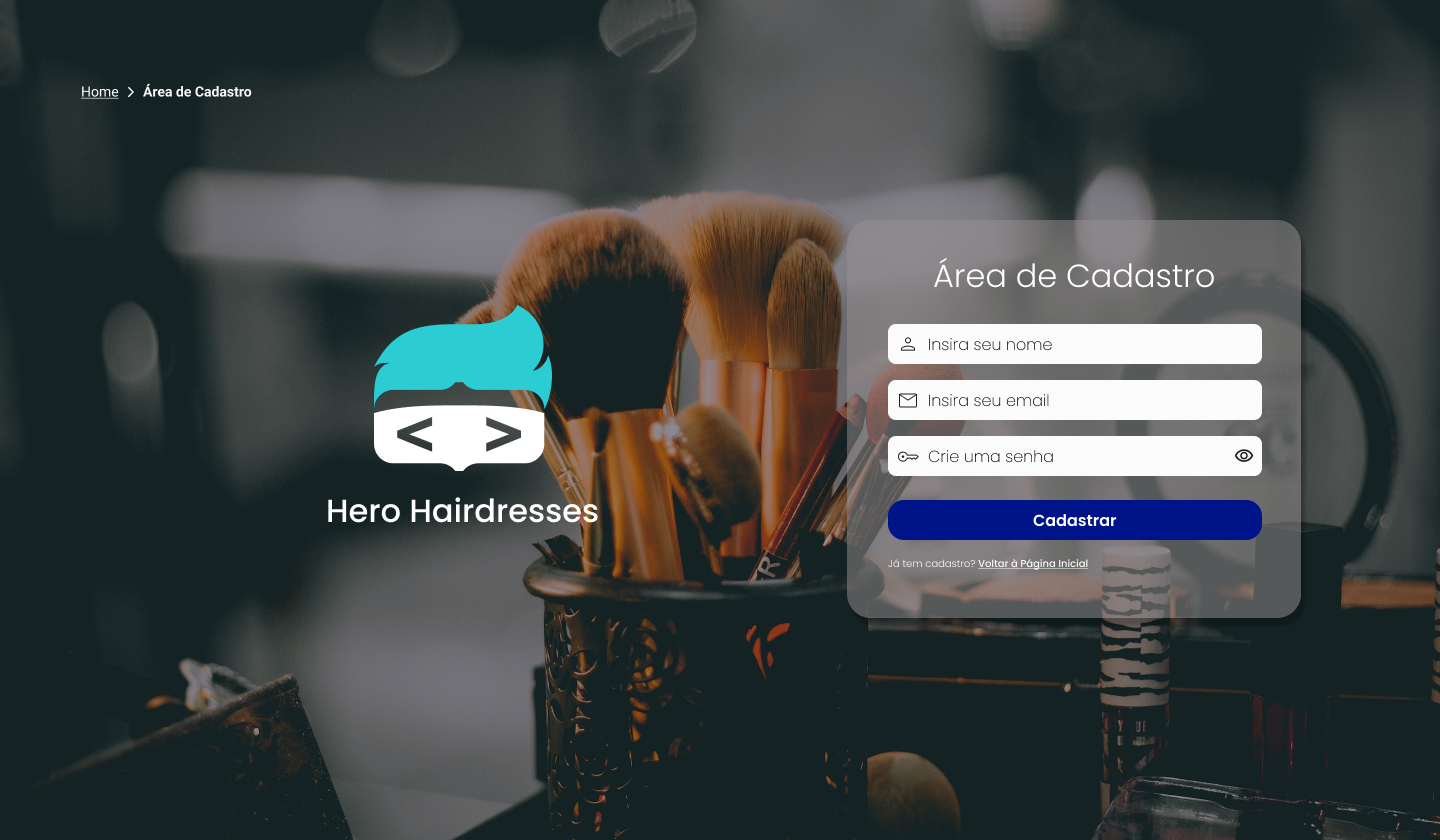 Home > Área de Cadastro
Área de Cadastro
Insira seu nome
Insira seu email
Crie uma senha
< >
Hero Hairdresses
Cadastrar
Já tem cadastro? Voltar à Página Inicial